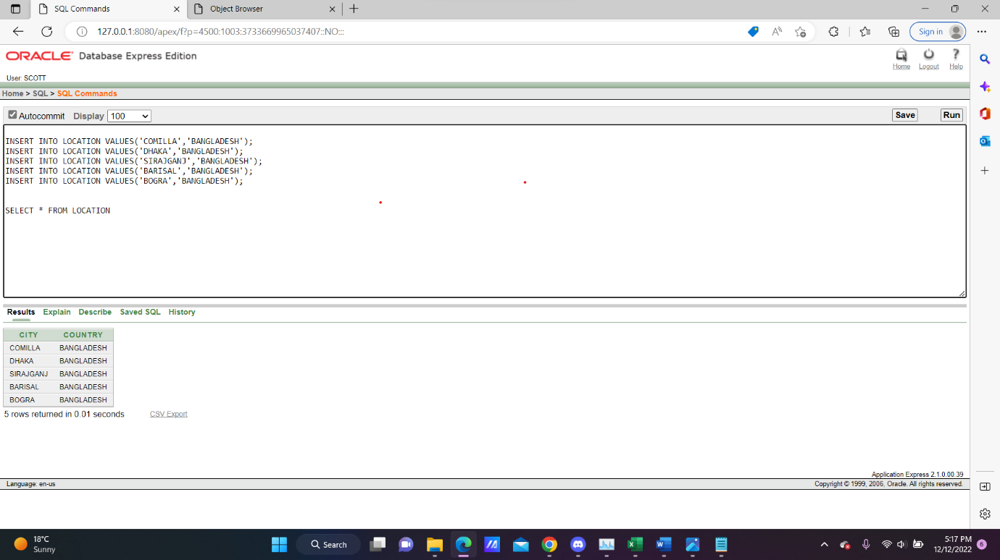 SQL Commands
Object Browser
127.0.0.1:8080/apex/f?p=4500:1003:3733669965037407::NO:::
Sign in
ORACLE Database Express Edition
Home Logout Help
User: SCOTT
Home > SQL > SQL Commands
Autocommit Display 100 Save Run
INSERT INTO LOCATION VALUES('COMILLA','BANGLADESH');
INSERT INTO LOCATION VALUES('DHAKA','BANGLADESH');
INSERT INTO LOCATION VALUES('SIRAJGANJ','BANGLADESH');
INSERT INTO LOCATION VALUES('BARISAL','BANGLADESH');
INSERT INTO LOCATION VALUES('BOGRA','BANGLADESH');
SELECT * FROM LOCATION
Results Explain Describe Saved SQL History
CITY COUNTRY
COMILLA BANGLADESH
DHAKA BANGLADESH
SIRAJGANJ BANGLADESH
BARISAL BANGLADESH
BOGRA BANGLADESH
5 rows returned in 0.01 seconds CSV Export
Application Express 2.1.0.00.39
Language: en-us Copyright © 1999, 2006, Oracle. All rights reserved.
18°C
Sunny
Search
5:17 PM
12/12/2022
6